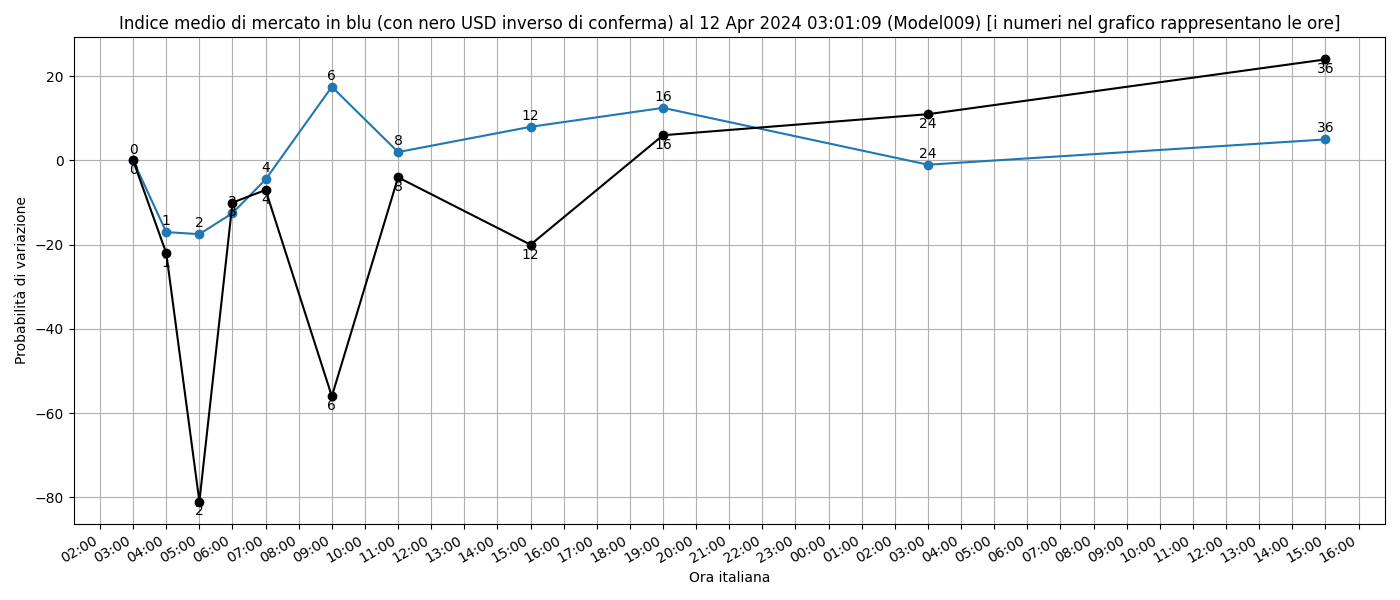 Indice medio di mercato in blu (con nero USD inverso di conferma) al 12 Apr 2024 03:01:09 (Model009) [i numeri nel grafico rappresentano le ore]
Probabilità di variazione
20
0
−20
−40
−60
−80
0 1 2 3 4 6 8 12 16 24 36
0 1 2 4 6 8 12 16 24 36
02:00 03:00 04:00 05:00 06:00 07:00 08:00 09:00 10:00 11:00 12:00 13:00 14:00 15:00 16:00 17:00 18:00 19:00 20:00 21:00 22:00 23:00 00:00 01:00 02:00 03:00 04:00 05:00 06:00 07:00 08:00 09:00 10:00 11:00 12:00 13:00 14:00 15:00 16:00
Ora italiana